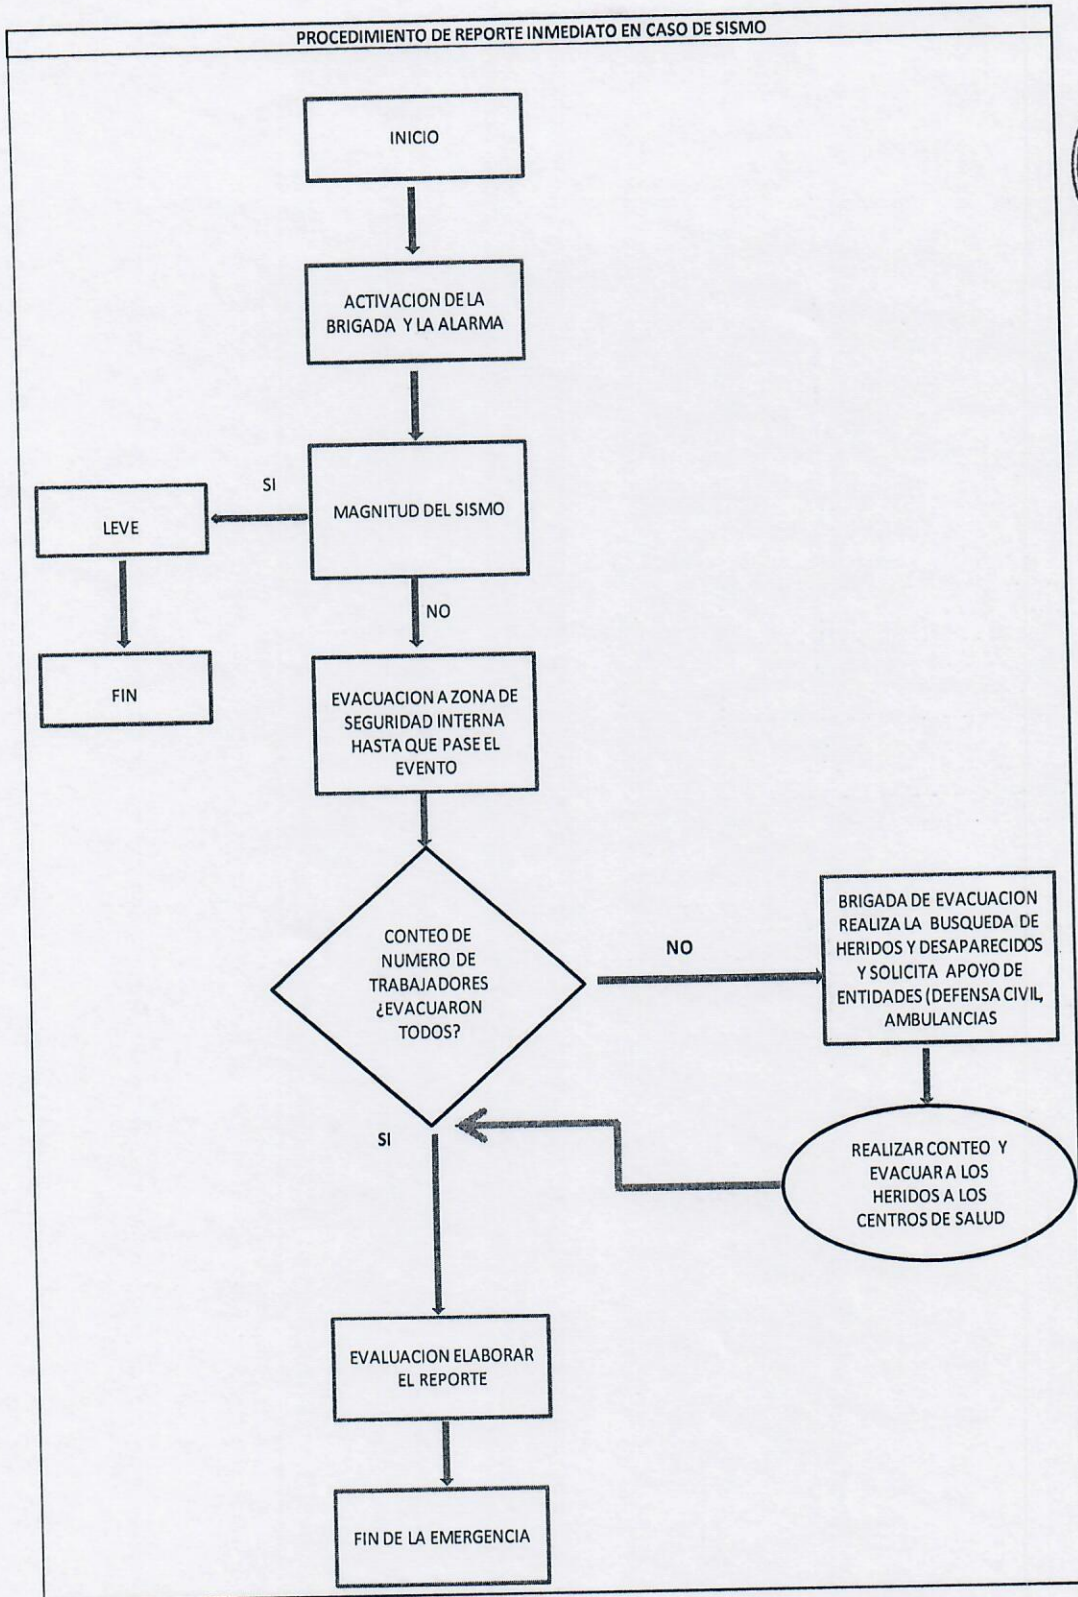 PROCEDIMIENTO DE REPORTE INMEDIATO EN CASO DE SISMO
INICIO
ACTIVACION DE LA
BRIGADA Y LA ALARMA
SI
MAGNITUD DEL SISMO
LEVE
NO
FIN
EVACUACION A ZONA DE
SEGURIDAD INTERNA
HASTA QUE PASE EL
EVENTO
CONTEO DE
NUMERO DE
TRABAJADORES
¿EVACUARON
TODOS?
NO
BRIGADA DE EVACUACION
REALIZA LA BUSQUEDA DE
HERIDOS Y DESAPARECIDOS
Y SOLICITA APOYO DE
ENTIDADES (DEFENSA CIVIL,
AMBULANCIAS
SI
REALIZAR CONTEO Y
EVACUAR A LOS
HERIDOS A LOS
CENTROS DE SALUD
EVALUACION ELABORAR
EL REPORTE
FIN DE LA EMERGENCIA